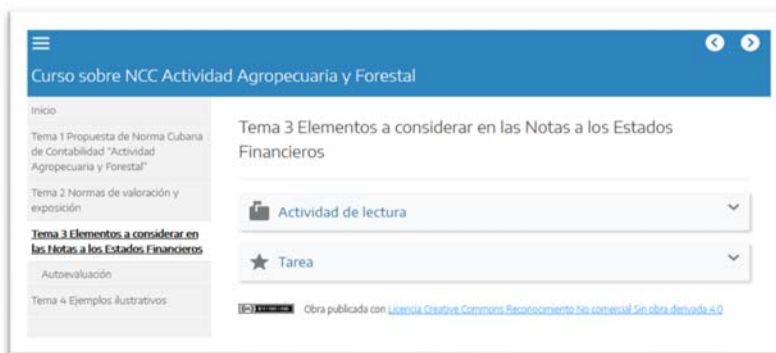 Curso sobre NCC Actividad Agropecuaria y Forestal
Inicio
Tema 1 Propuesta de Norma Cubana
de Contabilidad "Actividad
Agropecuaria y Forestal"
Tema 2 Normas de valoración y
exposición
Tema 3 Elementos a considerar en
las Notas a los Estados Financieros
Autoevaluación
Tema 4 Ejemplos ilustrativos
Tema 3 Elementos a considerar en las Notas a los Estados
Financieros
Actividad de lectura
Tarea
Obra publicada con Licencia Creative Commons Reconocimiento No comercial Sin obra derivada 4.0